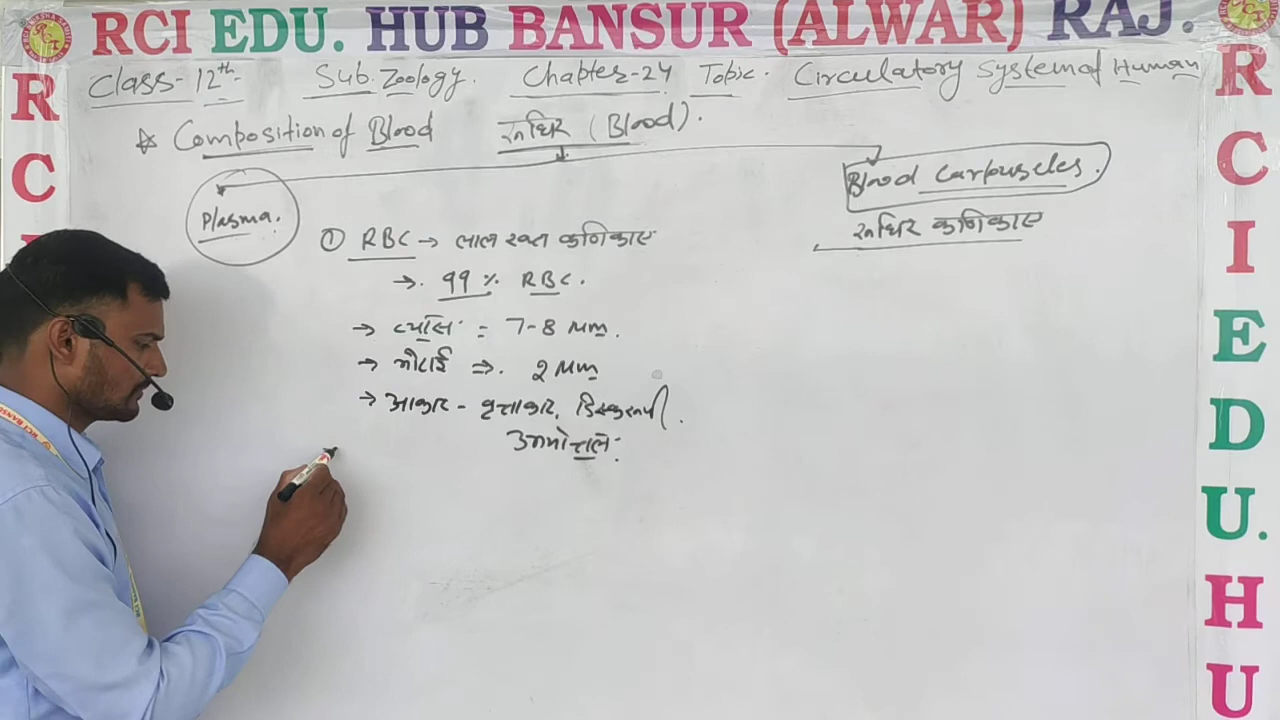 RCI EDU. HUB BANSUR (ALWAR) RAJ.
Class-12th. Sub. Zoology. Chapter-24 Topic. Circulatory System of Human
☆ Composition of Blood रूधिर (Blood).
Plasma.
Blood Carpuscles.
रूधिर कणिकाए
① RBC → लाल रक्त कणिकाए
→. 99 % RBC.
→ व्यास = 7-8 Mm.
→ मोटाई ⇒. 2 Mm
→ आकार - वृत्ताकार, डिस्करूपी.
उभयोत्तल
R
C
R
C
I
E
D
U.
H
U